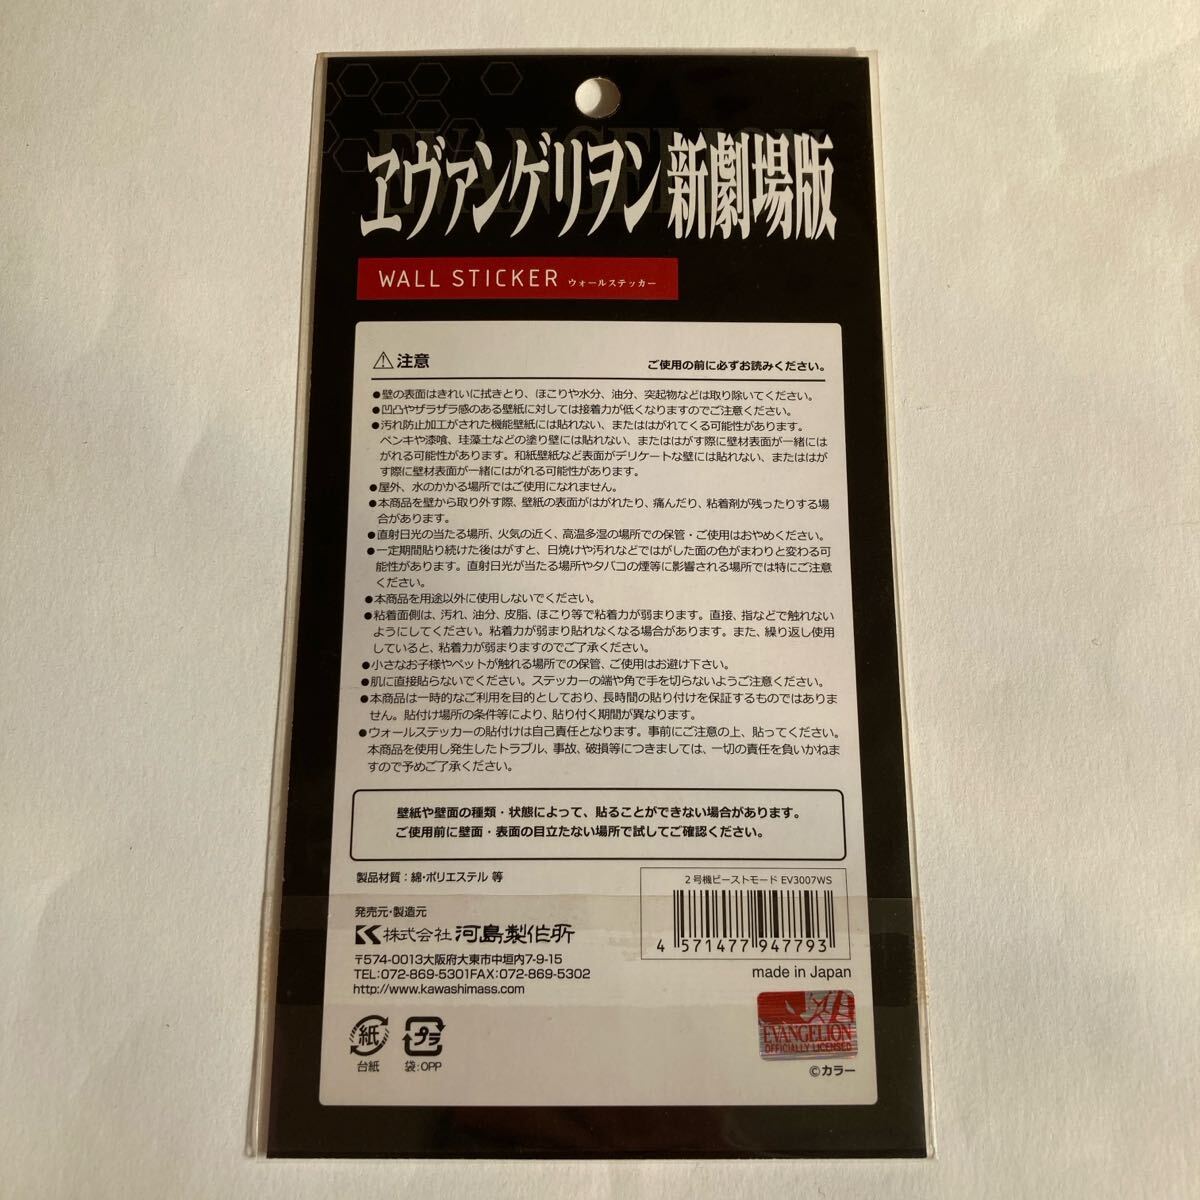 EVANGELION
ヱヴァンゲリヲン新劇場版
WALL STICKER ウォールステッカー
⚠注意 ご使用の前に必ずお読みください。
●壁の表面はきれいに拭きとり、ほこりや水分、油分、突起物などは取り除いてください。
●凹凸やザラザラ感のある壁紙に対しては接着力が低くなりますのでご注意ください。
●汚れ防止加工がされた機能壁紙には貼れない、またははがれてくる可能性があります。
ペンキや漆喰、珪藻土などの塗り壁には貼れない、またははがす際に壁材表面が一緒には
がれる可能性があります。和紙壁紙など表面がデリケートな壁には貼れない、またははが
す際に壁材表面が一緒にはがれる可能性があります。
●屋外、水のかかる場所ではご使用になれません。
●本商品を壁から取り外す際、壁紙の表面がはがれたり、痛んだり、粘着剤が残ったりする場
合があります。
●直射日光の当たる場所、火気の近く、高温多湿の場所での保管・ご使用はおやめください。
●一定期間貼り続けた後はがすと、日焼けや汚れなどではがした面の色がまわりと変わる可
能性があります。直射日光が当たる場所やタバコの煙等に影響される場所では特にご注意
ください。
●本商品を用途以外に使用しないでください。
●粘着面側は、汚れ、油分、皮脂、ほこり等で粘着力が弱まります。直接、指などで触れない
ようにしてください。粘着力が弱まり貼れなくなる場合があります。また、繰り返し使用
していると、粘着力が弱まりますのでご了承ください。
●小さなお子様やペットが触れる場所での保管、ご使用はお避け下さい。
●肌に直接貼らないでください。ステッカーの端や角で手を切らないようご注意ください。
●本商品は一時的なご利用を目的としており、長時間の貼り付けを保証するものではありま
せん。貼付け場所の条件等により、貼り付く期間が異なります。
●ウォールステッカーの貼付けは自己責任となります。事前にご注意の上、貼ってください。
本商品を使用し発生したトラブル、事故、破損等につきましては、一切の責任を負いかねま
すので予めご了承ください。
壁紙や壁面の種類・状態によって、貼ることができない場合があります。
ご使用前に壁面・表面の目立たない場所で試してご確認ください。
製品材質：綿・ポリエステル 等
2号機ビーストモード EV3007WS
4 571477 947793
発売元・製造元
株式会社 河島製作所
〒574-0013大阪府大東市中垣内7-9-15
TEL:072-869-5301FAX:072-869-5302
http://www.kawashimass.com
made in Japan
紙
台紙
プラ
袋:OPP
EVANGELION
OFFICIALLY LICENSED
©カラー